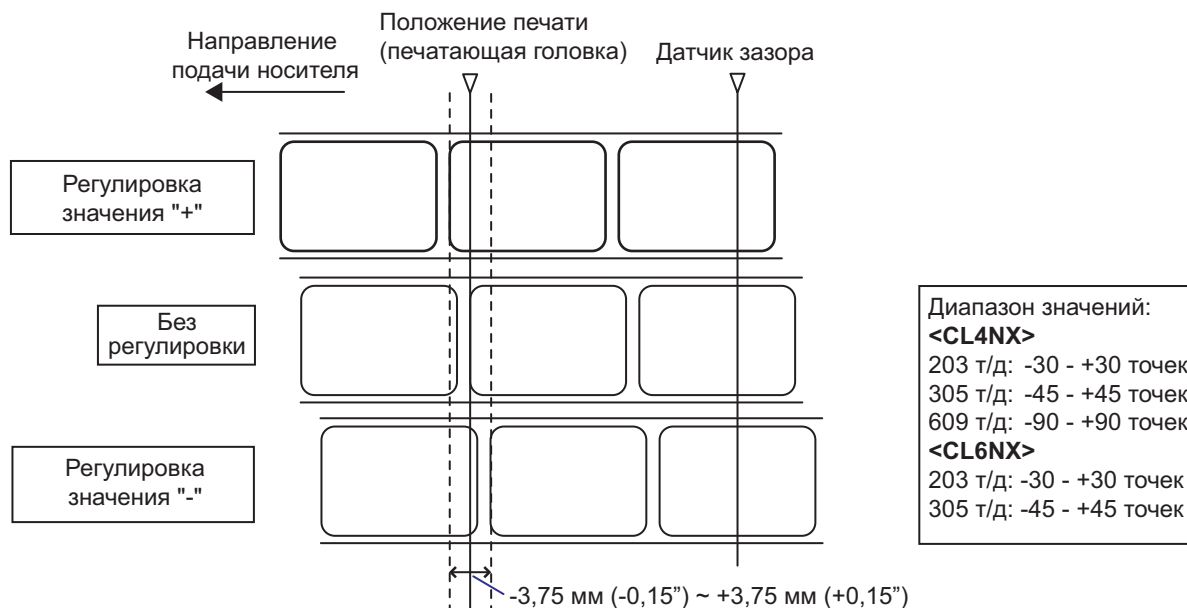 Направление
подачи носителя
Положение печати
(печатающая головка)
Датчик зазора
Регулировка
значения "+"
Без
регулировки
Регулировка
значения "-"
Диапазон значений:
<CL4NX>
203 т/д: -30 - +30 точек
305 т/д: -45 - +45 точек
609 т/д: -90 - +90 точек
<CL6NX>
203 т/д: -30 - +30 точек
305 т/д: -45 - +45 точек
-3,75 мм (-0,15”) ~ +3,75 мм (+0,15”)